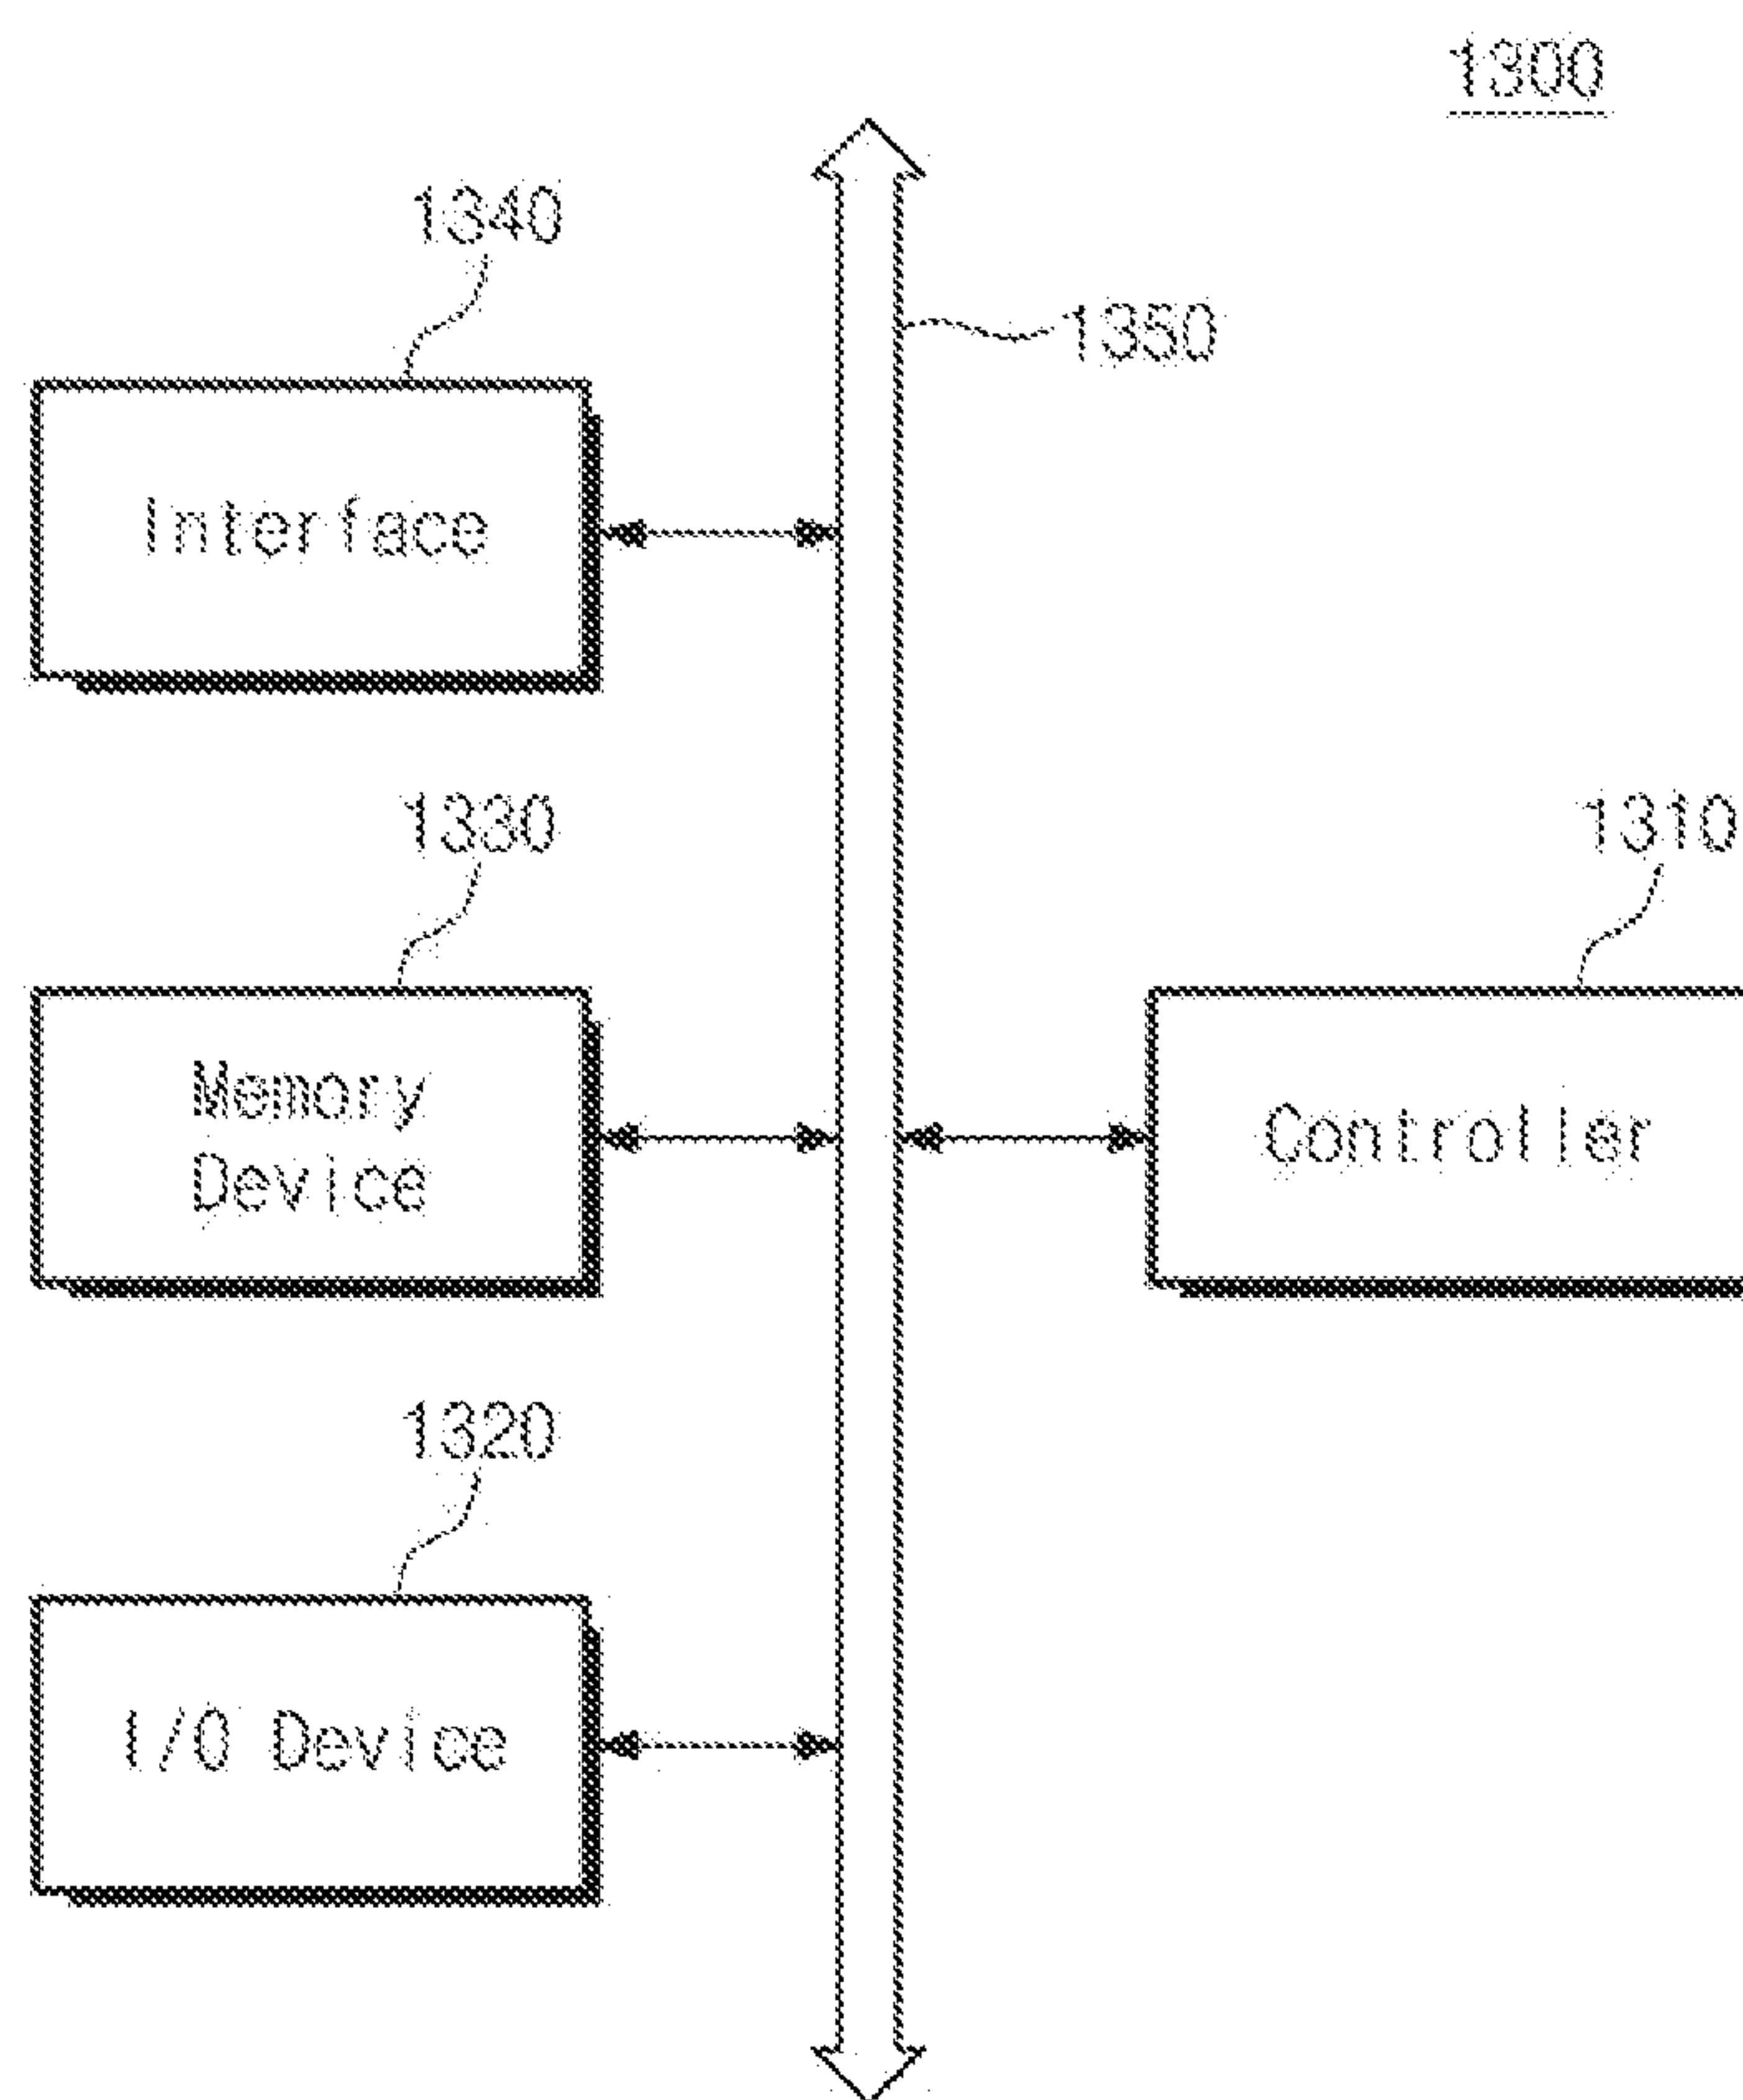 1300
1340
1350
Interface
1330
1310
Memory
Device
Controller
1320
I/O Device